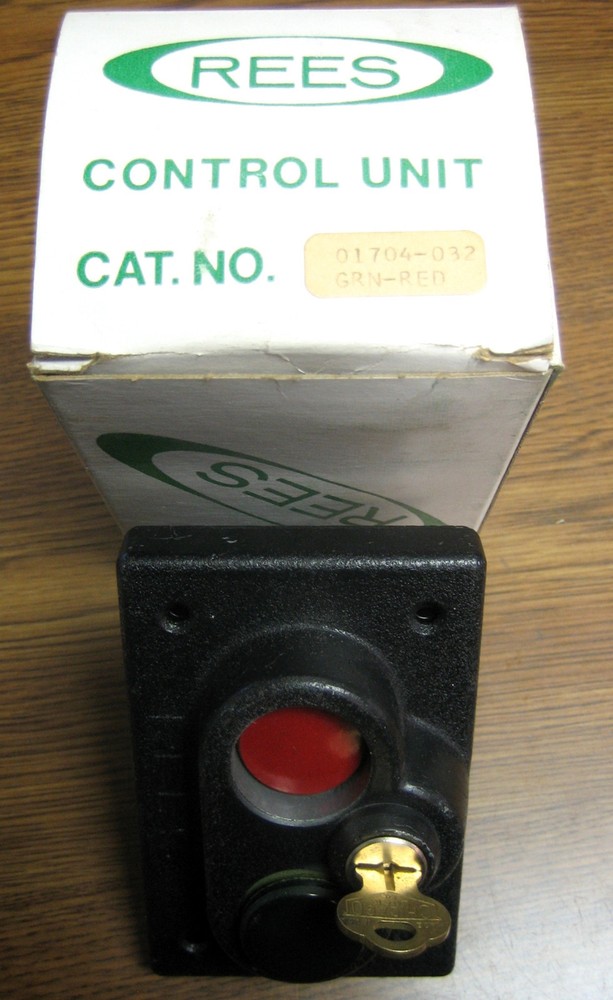 REES
CONTROL UNIT
CAT. NO.
01704-032
GRN-RED
REES